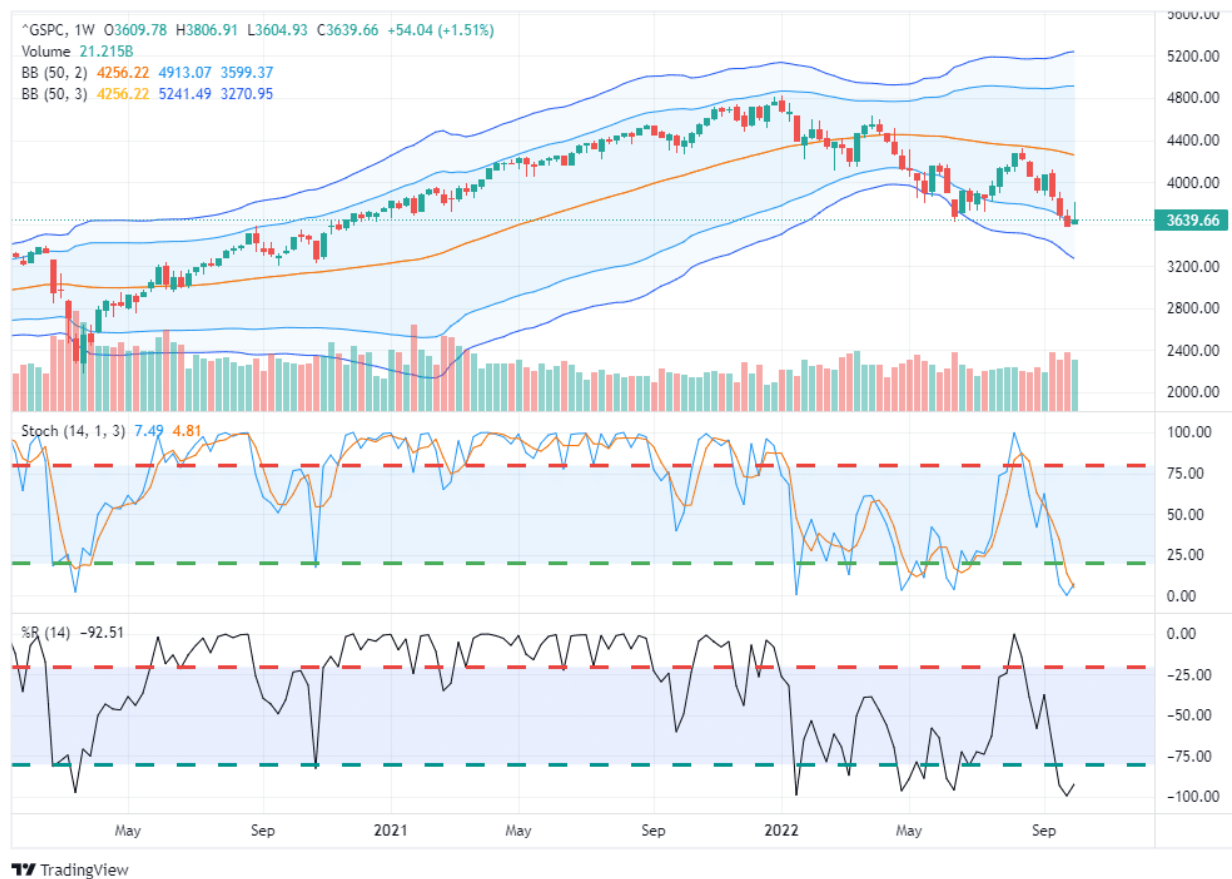 ^GSPC, 1W O3609.78 H3806.91 L3604.93 C3639.66 +54.04 (+1.51%)
Volume 21.215B
BB (50, 2) 4256.22 4913.07 3599.37
BB (50, 3) 4256.22 5241.49 3270.95
5600.00
5200.00
4800.00
4400.00
4000.00
3639.66
3200.00
2800.00
2400.00
2000.00
Stoch (14, 1, 3) 7.49 4.81
100.00
75.00
50.00
25.00
0.00
%R (14) −92.51
0.00
−25.00
−50.00
−75.00
−100.00
May Sep 2021 May Sep 2022 May Sep
TradingView